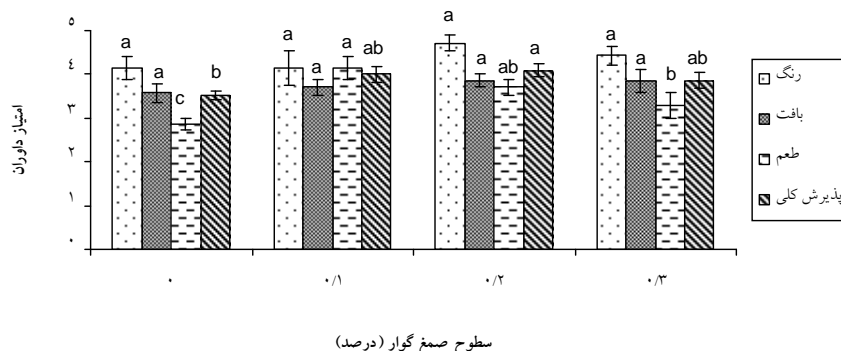 ۵
۴
۳
۲
۱
۰
امتیاز داوران
a a c b
a a a ab
a a ab a
a a b ab
۰ ۰/۱ ۰/۲ ۰/۳
سطوح صمغ گوار (درصد)
رنگ
بافت
طعم
پذیرش کلی